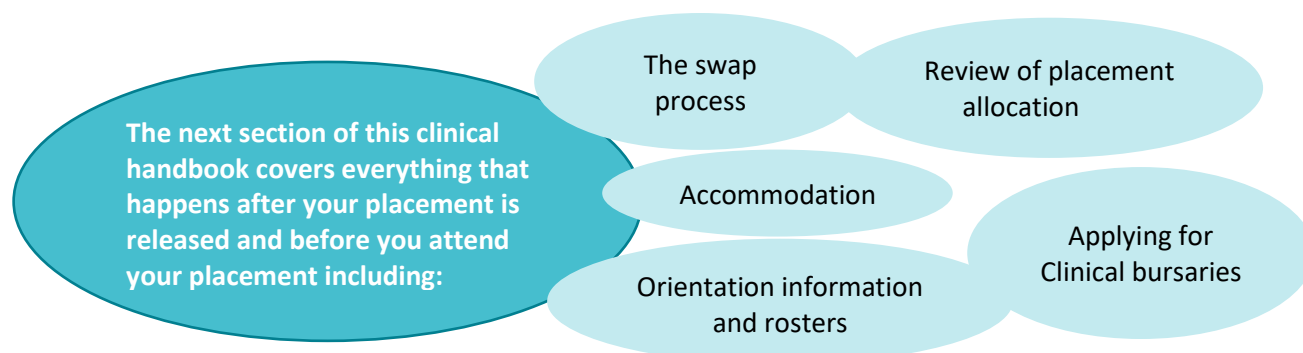 The next section of this clinical
handbook covers everything that
happens after your placement is
released and before you attend
your placement including:
The swap
process
Review of placement
allocation
Accommodation
Applying for
Clinical bursaries
Orientation information
and rosters